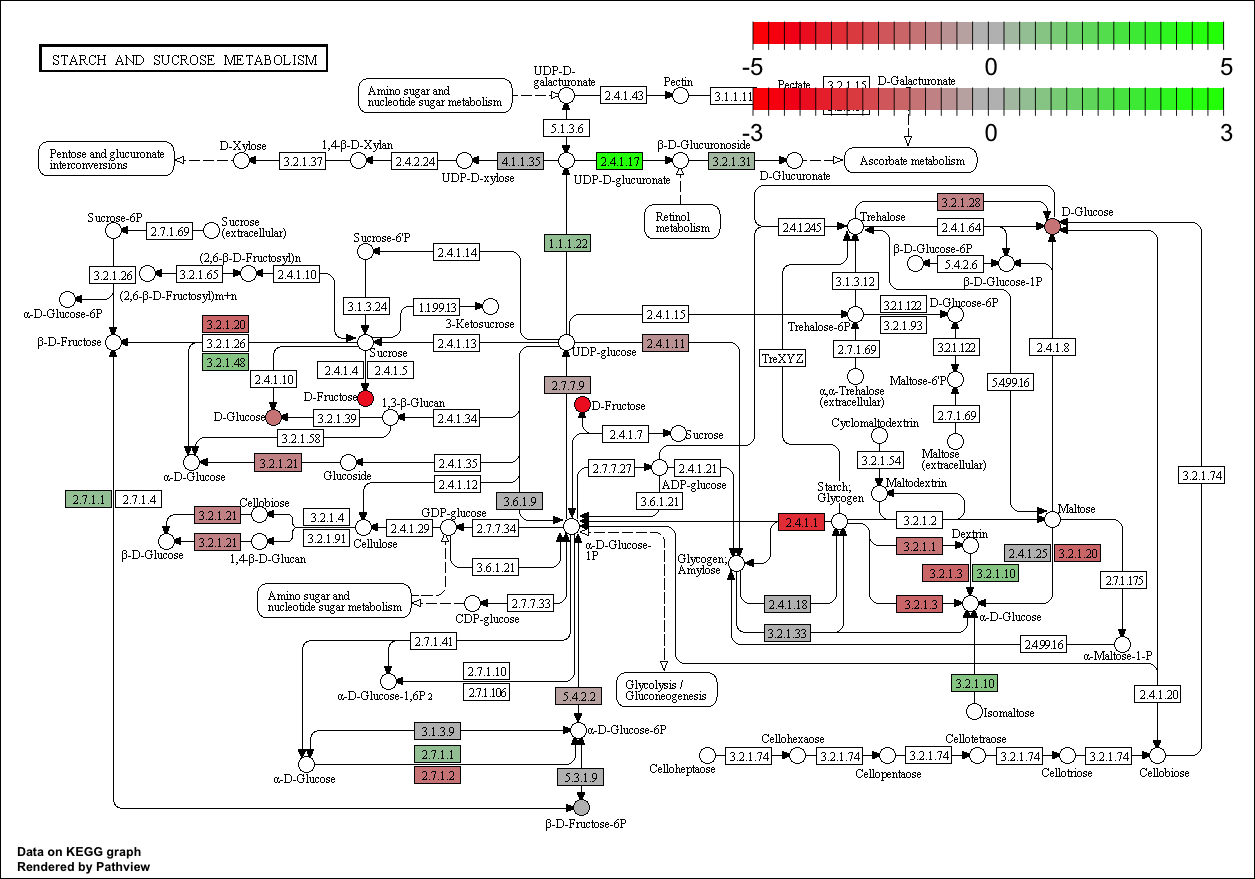 STARCH AND SUCROSE METABOLISM
-5 0 5
-3 0 3
Amino sugar and
nucleotide sugar metabolism
UDP-D-
galacturonate
2.4.1.43
Pectin
3.1.1.11
Pectate
3.2.1.15
D-Galacturonate
5.1.3.6
Pentose and glucuronate
interconversions
D-Xylose
3.2.1.37
1,4-β-D-Xylan
2.4.2.24
UDP-D-xylose
4.1.1.35
2.4.1.17
UDP-D-glucuronate
β-D-Glucuronoside
3.2.1.31
D-Glucuronate
Ascorbate metabolism
Retinol
metabolism
1.1.1.22
Sucrose-6P
2.7.1.69
Sucrose
(extracellular)
3.2.1.26
3.2.1.65
(2,6-β-D-Fructosyl)n
2.4.1.10
(2,6-β-D-Fructosyl)m+n
α-D-Glucose-6P
Sucrose-6'P
2.4.1.14
3.1.3.24
1.1.99.13
3-Ketosucrose
β-D-Fructose
3.2.1.20
3.2.1.26
3.2.1.48
Sucrose
2.4.1.13
UDP-glucose
2.4.1.15
2.4.1.11
2.4.1.10
2.4.1.4
2.4.1.5
D-Fructose
D-Glucose
3.2.1.39
1,3-β-Glucan
2.4.1.34
3.2.1.58
2.7.7.9
D-Fructose
2.4.1.7
Sucrose
α-D-Glucose
3.2.1.21
Glucoside
2.4.1.35
2.4.1.12
2.7.7.27
ADP-glucose
2.4.1.21
3.6.1.21
2.7.1.1
2.7.1.4
3.6.1.9
3.2.1.21
Cellobiose
3.2.1.4
3.2.1.21
3.2.1.91
β-D-Glucose
1,4-β-D-Glucan
Cellulose
2.4.1.29
GDP-glucose
2.7.7.34
α-D-Glucose-
1P
3.6.1.21
Amino sugar and
nucleotide sugar metabolism
CDP-glucose
2.7.7.33
2.7.1.41
2.7.1.10
2.7.1.106
α-D-Glucose-1,6P2
5.4.2.2
Glycolysis /
Gluconeogenesis
3.1.3.9
α-D-Glucose-6P
2.7.1.1
2.7.1.2
α-D-Glucose
5.3.1.9
β-D-Fructose-6P
2.4.1.245
Trehalose
3.2.1.28
2.4.1.64
D-Glucose
β-D-Glucose-6P
5.4.2.6
β-D-Glucose-1P
3.1.3.12
Trehalose-6P
3.2.1.122
3.2.1.93
D-Glucose-6P
TreXYZ
2.7.1.69
α,α-Trehalose
(extracellular)
3.2.1.122
Maltose-6'P
2.7.1.69
Maltose
(extracellular)
2.4.1.8
5.4.99.16
Cyclomaltodextrin
3.2.1.54
Maltodextrin
3.2.1.74
Starch;
Glycogen
2.4.1.1
3.2.1.2
Maltose
Glycogen;
Amylose
3.2.1.1
Dextrin
2.4.1.25
3.2.1.20
3.2.1.3
3.2.1.10
2.7.1.175
2.4.1.18
3.2.1.3
α-D-Glucose
3.2.1.33
2.4.99.16
α-Maltose-1-P
3.2.1.10
Isomaltose
2.4.1.20
Celloheptaose
3.2.1.74
Cellohexaose
3.2.1.74
Cellopentaose
3.2.1.74
Cellotetraose
3.2.1.74
Cellotriose
3.2.1.74
Cellobiose
Data on KEGG graph
Rendered by Pathview